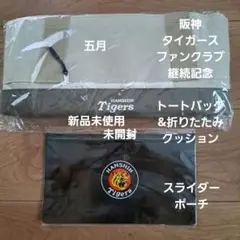 五月
阪神
タイガース
ファンクラブ
継続記念
HANSHIN
Tigers
新品未使用
未開封
トートバッグ
&折りたたみ
クッション
HANSHIN
Tigers
スライダー
ポーチ